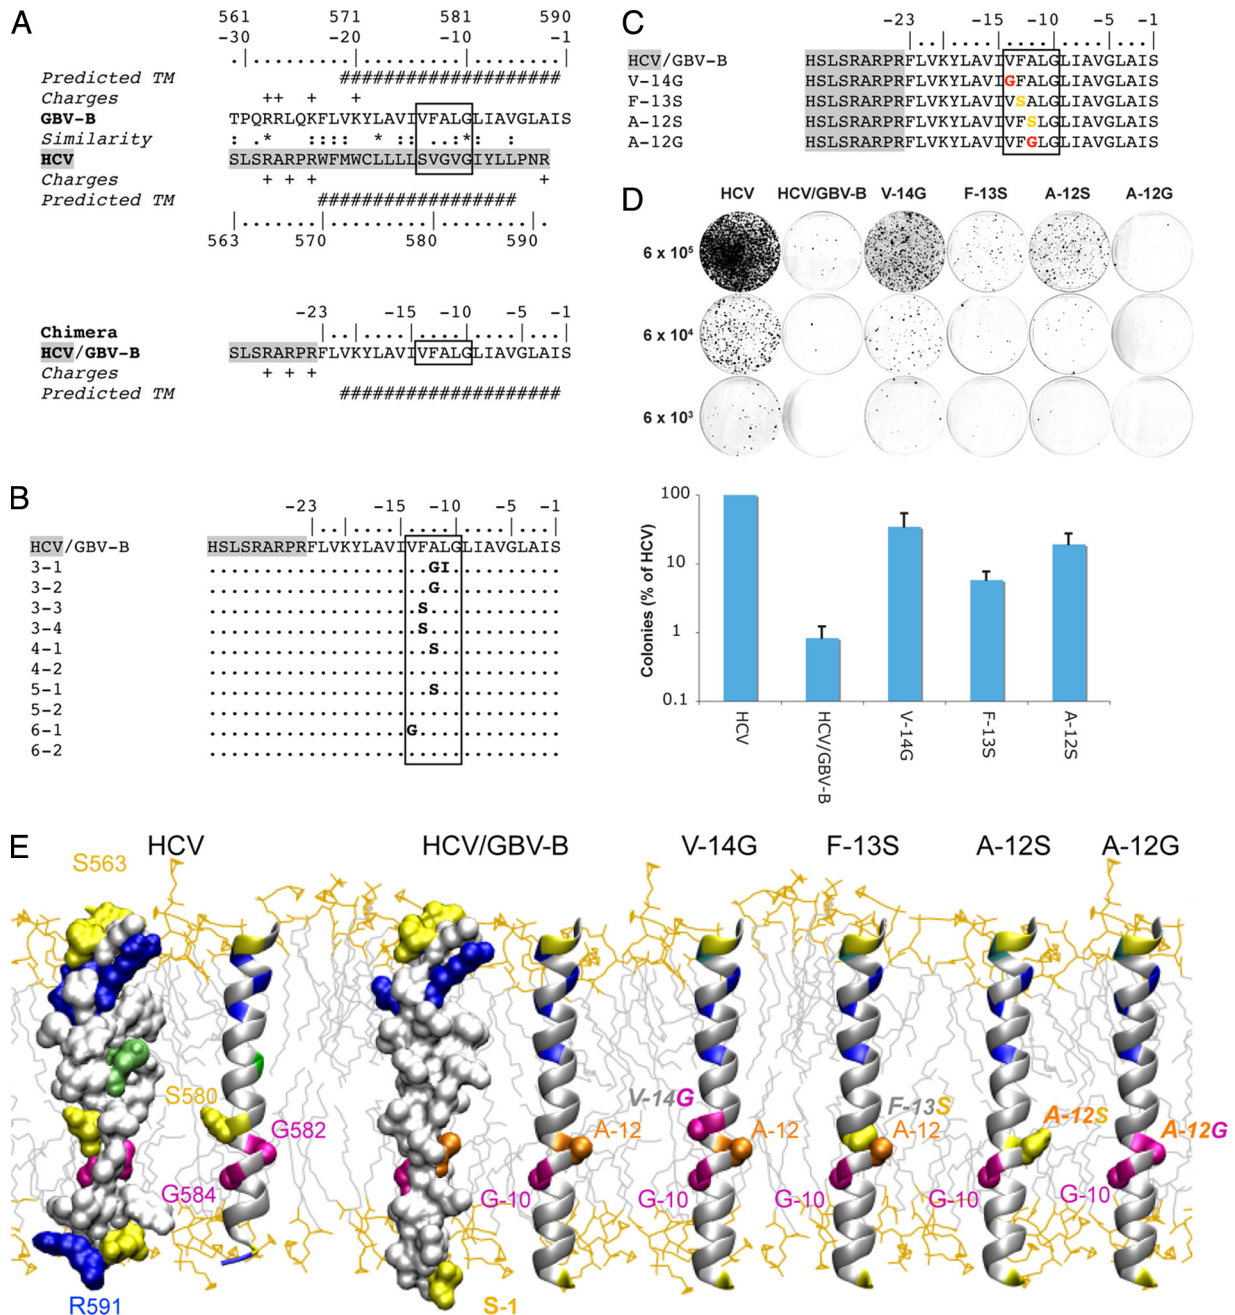 A
561 571 581 590
-30 -20 -10 -1
Predicted TM ####################
Charges ++ + +
GBV-B TPQRRLQKFLVKYLAVIVFALGLIAVGLAIS
Similarity
HCV SLSRARPRWFMWCLLLLSVGVGIYLLPNR
Charges + + + +
Predicted TM ##################
563 570 580 590
Chimera
-23 -15 -10 -5 -1
HCV/GBV-B SLSRARPRFLVKYLAVIVFALGLIAVGLAIS
Charges + + +
Predicted TM ####################
B
-23 -15 -10 -5 -1
HCV/GBV-B HSLSRARPRFLVKYLAVIVFALGLIAVGLAIS
3-1 GI
3-2 G
3-3 S
3-4 S
4-1 S
4-2
5-1 S
5-2
6-1 G
6-2
C
-23 -15 -10 -5 -1
HCV/GBV-B HSLSRARPRFLVKYLAVIVFALGLIAVGLAIS
V-14G HSLSRARPRFLVKYLAVIGFALGLIAVGLAIS
F-13S HSLSRARPRFLVKYLAVIVSALGLIAVGLAIS
A-12S HSLSRARPRFLVKYLAVIVFSLGLIAVGLAIS
A-12G HSLSRARPRFLVKYLAVIVFGLGLIAVGLAIS
D
HCV HCV/GBV-B V-14G F-13S A-12S A-12G
6 x 10⁵
6 x 10⁴
6 x 10³
Colonies (% of HCV)
100
10
1
0.1
HCV HCV/GBV-B V-14G F-13S A-12S
E
HCV HCV/GBV-B V-14G F-13S A-12S A-12G
S563
S580
G582
G584
R591
A-12
G-10
S-1
V-14G
A-12
G-10
F-13S
A-12
G-10
A-12S
G-10
A-12G
G-10